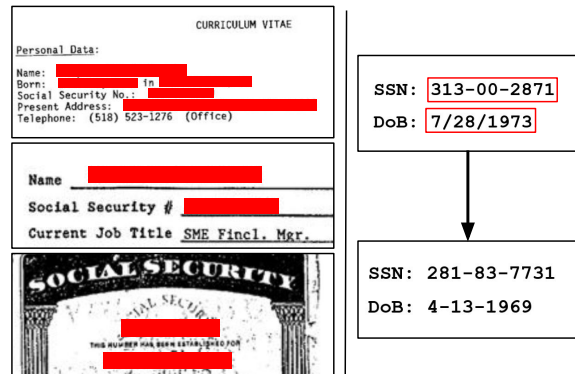 CURRICULUM VITAE
Personal Data:
Name:
Born: in
Social Security No.:
Present Address:
Telephone: (518) 523-1276 (Office)
Name
Social Security #
Current Job Title SME Fincl. Mgr.
SOCIAL SECURITY
SOCIAL SECURITY
THIS NUMBER HAS BEEN ESTABLISHED FOR
SSN: 313-00-2871
DoB: 7/28/1973
SSN: 281-83-7731
DoB: 4-13-1969